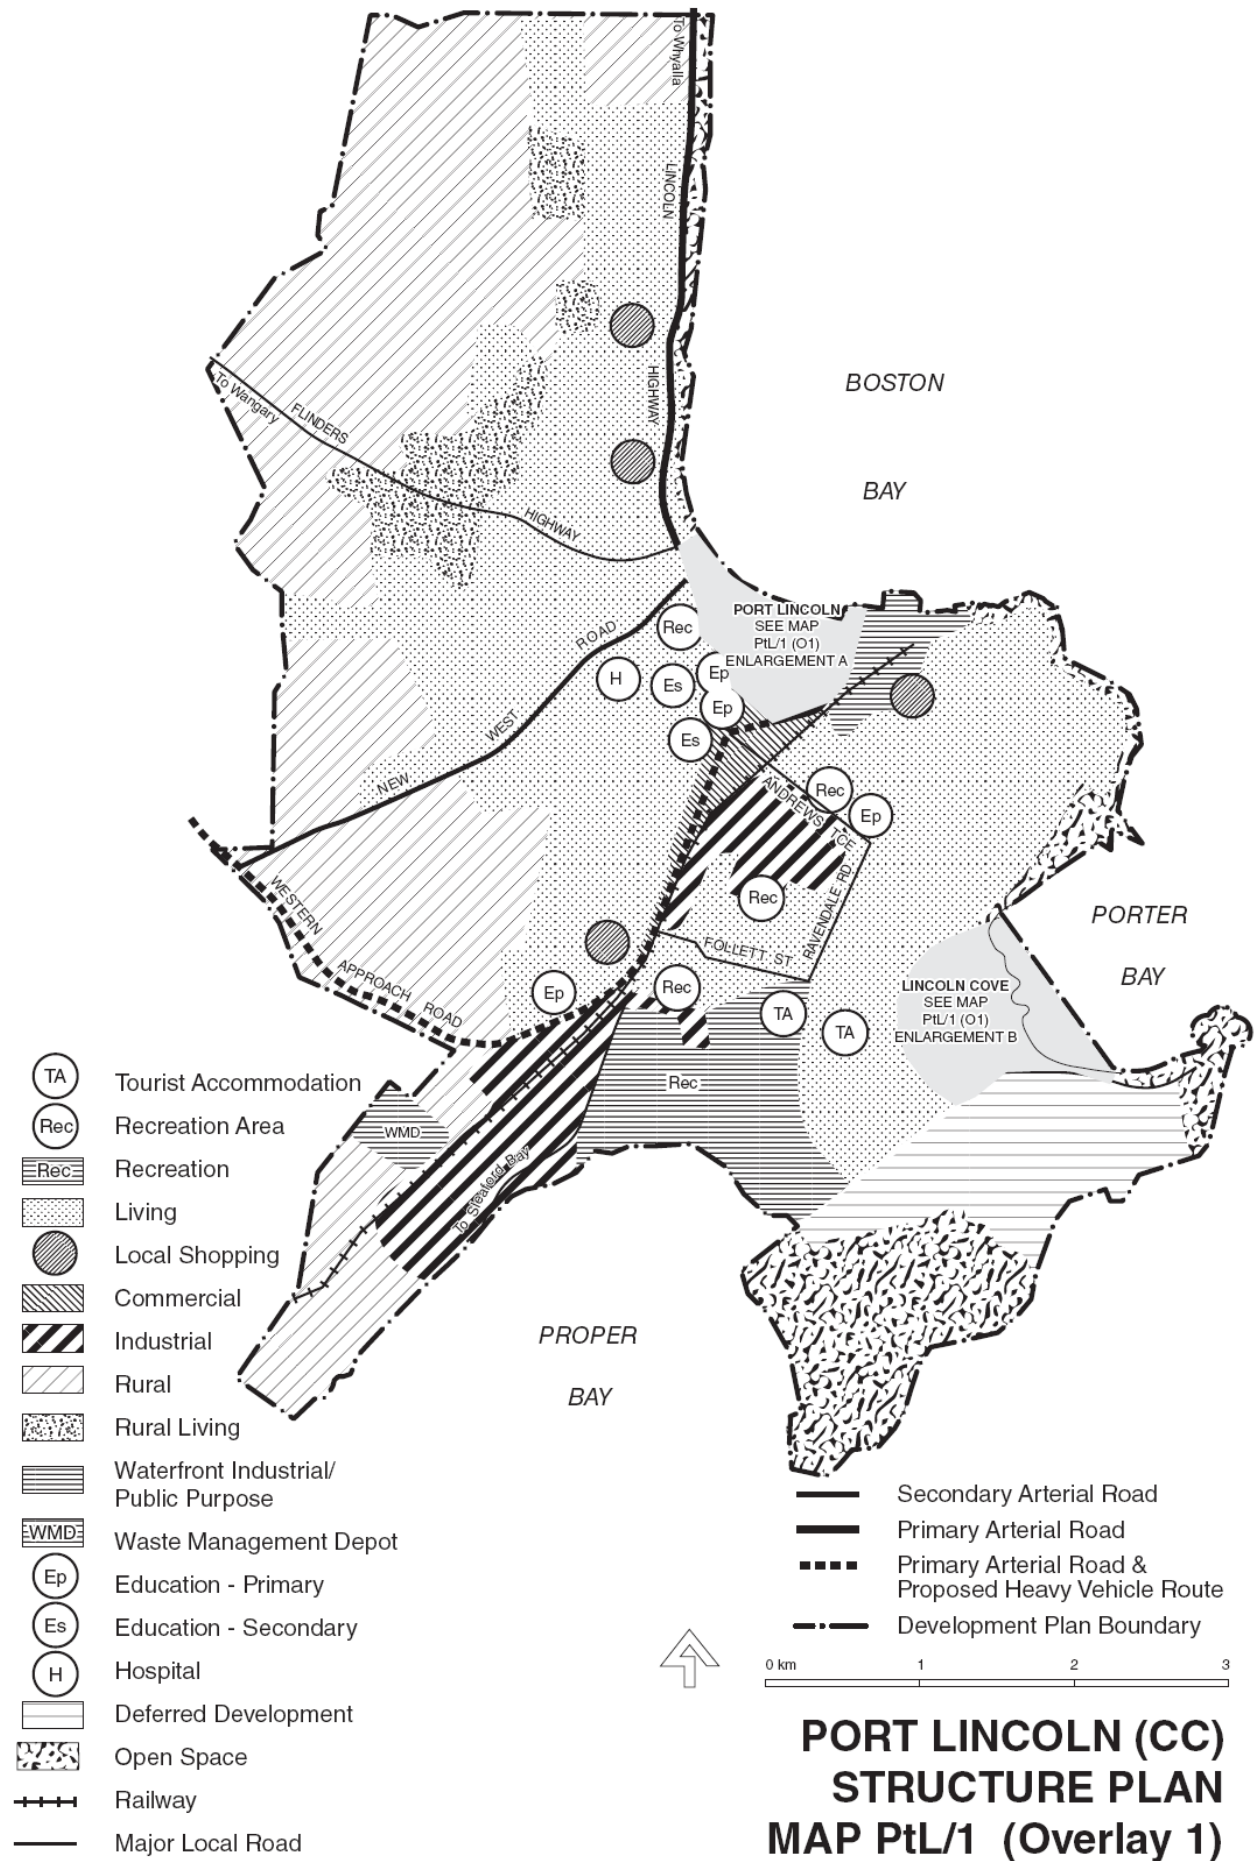 To Whyalla
LINCOLN
HIGHWAY
To Wangary
FLINDERS
HIGHWAY
BOSTON
BAY
PORT LINCOLN
SEE MAP
PtL/1 (O1)
ENLARGEMENT A
ROAD
WEST
NEW
Rec
H
Es
Ep
Ep
Es
Rec
Ep
ANDREWS TCE
Rec
RAVENDALE RD
FOLLETT ST
WESTERN
APPROACH ROAD
Ep
Rec
TA
TA
PORTER
BAY
LINCOLN COVE
SEE MAP
PtL/1 (O1)
ENLARGEMENT B
Rec
WMD
To Sleaford Bay
PROPER
BAY
TA Tourist Accommodation
Rec Recreation Area
Rec Recreation
Living
Local Shopping
Commercial
Industrial
Rural
Rural Living
Waterfront Industrial/
Public Purpose
WMD Waste Management Depot
Ep Education - Primary
Es Education - Secondary
H Hospital
Deferred Development
Open Space
Railway
Major Local Road
Secondary Arterial Road
Primary Arterial Road
Primary Arterial Road &
Proposed Heavy Vehicle Route
Development Plan Boundary
0 km 1 2 3
PORT LINCOLN (CC)
STRUCTURE PLAN
MAP PtL/1 (Overlay 1)